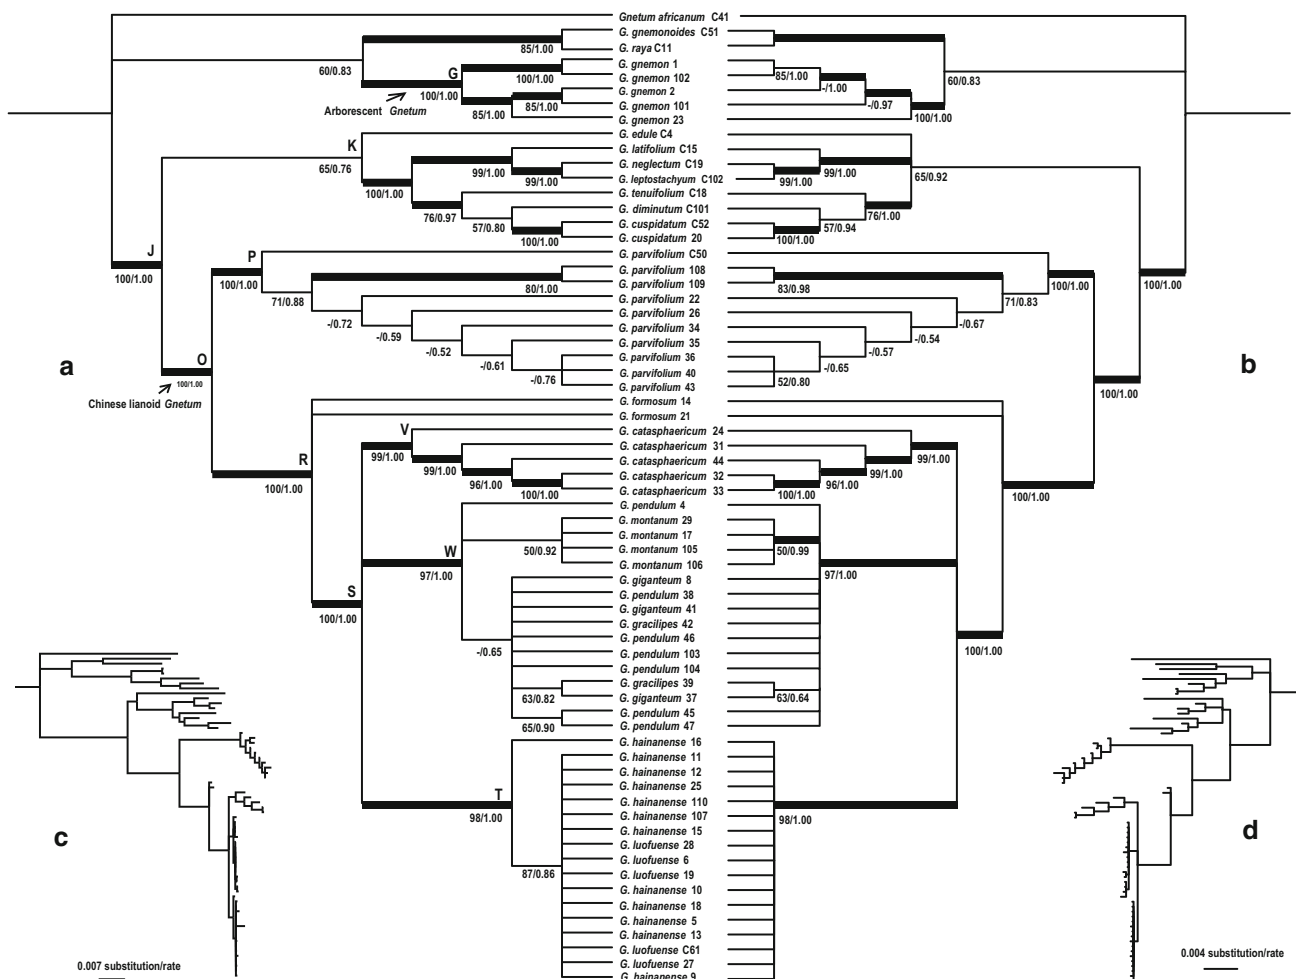 Gnetum africanum C41
G. gnemonoides C51
85/1.00
G. raya C11
60/0.83
60/0.83
G
G. gnemon 1
100/1.00
85/1.00
G. gnemon 102
100/1.00
-/1.00
G. gnemon 2
Arborescent Gnetum
85/1.00
-/0.97
G. gnemon 101
85/1.00
100/1.00
G. gnemon 23
G. edule C4
K
65/0.76
G. latifolium C15
99/1.00
99/1.00
65/0.92
G. neglectum C19
99/1.00
99/1.00
G. leptostachyum C102
100/1.00
G. tenuifolium C18
76/0.97
76/1.00
G. diminutum C101
57/0.80
57/0.94
G. cuspidatum C52
100/1.00
100/1.00
G. cuspidatum 20
J
100/1.00
P
G. parvifolium C50
100/1.00
100/1.00
100/1.00
G. parvifolium 108
80/1.00
83/0.98
G. parvifolium 109
71/0.88
71/0.83
G. parvifolium 22
-/0.72
-/0.67
G. parvifolium 26
-/0.59
-/0.54
G. parvifolium 34
-/0.52
-/0.57
G. parvifolium 35
-/0.61
-/0.65
G. parvifolium 36
G. parvifolium 40
-/0.76
52/0.80
G. parvifolium 43
a
b
O
100/1.00
100/1.00
Chinese lianoid Gnetum
G. formosum 14
G. formosum 21
R
100/1.00
100/1.00
V
G. catasphaericum 24
99/1.00
99/1.00
G. catasphaericum 31
99/1.00
99/1.00
G. catasphaericum 44
96/1.00
96/1.00
G. catasphaericum 32
100/1.00
100/1.00
G. catasphaericum 33
G. pendulum 4
W
97/1.00
97/1.00
G. montanum 29
G. montanum 17
50/0.92
50/0.99
G. montanum 105
G. montanum 106
S
100/1.00
100/1.00
G. giganteum 8
G. pendulum 38
G. giganteum 41
G. gracilipes 42
G. pendulum 46
-/0.65
G. pendulum 103
G. pendulum 104
G. gracilipes 39
63/0.82
63/0.64
G. giganteum 37
G. pendulum 45
65/0.90
G. pendulum 47
T
G. hainanense 16
98/1.00
98/1.00
G. hainanense 11
G. hainanense 12
G. hainanense 25
G. hainanense 110
G. hainanense 107
G. hainanense 15
G. luofuense 28
G. luofuense 6
87/0.86
G. luofuense 19
G. hainanense 10
G. hainanense 18
G. hainanense 5
G. hainanense 13
G. luofuense C61
G. luofuense 27
G. hainanense 9
c
d
0.007 substitution/rate
0.004 substitution/rate